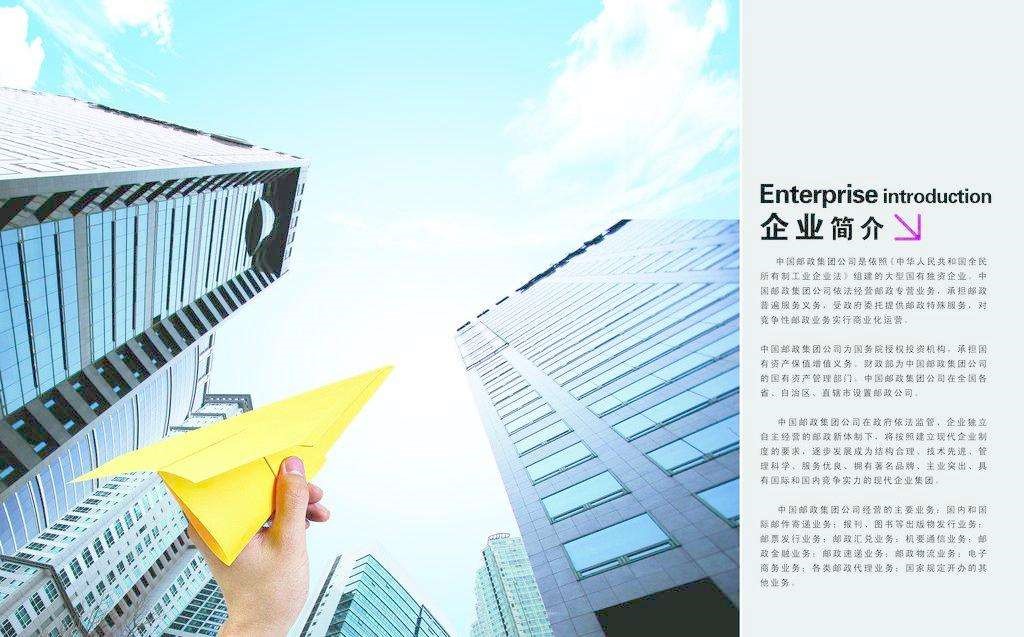 Enterprise introduction
企业简介
中国邮政集团公司是依照《中华人民共和国全民
所有制工业企业法》组建的大型国有独资企业。中
国邮政集团公司依法经营邮政专营业务，承担邮政
普遍服务义务，受政府委托提供邮政特殊服务，对
竞争性邮政业务实行商业化运营。
中国邮政集团公司为国务院授权投资机构，承担国
有资产保值增值义务。财政部为中国邮政集团公司
的国有资产管理部门。中国邮政集团公司在全国各
省、自治区、直辖市设置邮政公司。
中国邮政集团公司在政府依法监管、企业独立
自主经营的邮政新体制下，将按照建立现代企业制
度的要求，逐步发展成为结构合理、技术先进、管
理科学、服务优良、拥有著名品牌、主业突出、具
有国际和国内竞争实力的现代企业集团。
中国邮政集团公司经营的主要业务：国内和国
际邮件寄递业务；报刊、图书等出版物发行业务；
邮票发行业务；邮政汇兑业务；机要通信业务；邮
政金融业务；邮政速递业务；邮政物流业务；电子
商务业务；各类邮政代理业务；国家规定开办的其
他业务。